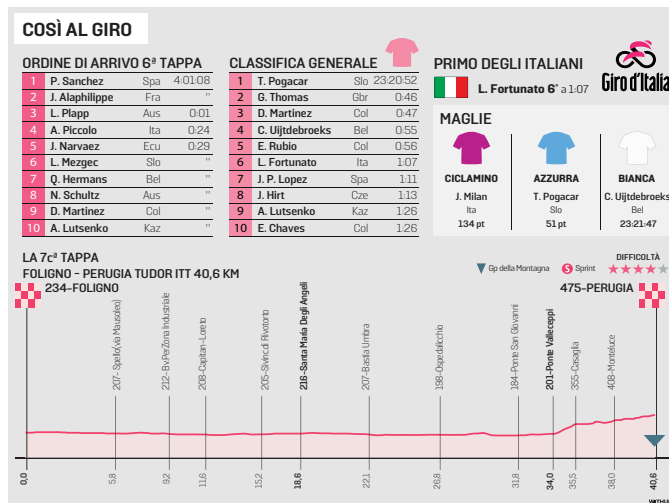 COSÌ AL GIRO
ORDINE DI ARRIVO 6ª TAPPA
1 P. Sanchez Spa 4:01:08
2 J. Alaphilippe Fra "
3 L. Plapp Aus 0:01
4 A. Piccolo Ita 0:24
5 J. Narvaez Ecu 0:29
6 L. Mezgec Slo "
7 Q. Hermans Bel "
8 N. Schultz Aus "
9 D. Martinez Col "
10 A. Lutsenko Kaz "
CLASSIFICA GENERALE
1 T. Pogacar Slo 23:20:52
2 G. Thomas Gbr 0:46
3 D. Martinez Col 0:47
4 C. Uijtdebroeks Bel 0:55
5 E. Rubio Col 0:56
6 L. Fortunato Ita 1:07
7 J. P. Lopez Spa 1:11
8 J. Hirt Cze 1:13
9 A. Lutsenko Kaz 1:26
10 E. Chaves Col 1:26
PRIMO DEGLI ITALIANI
L. Fortunato 6° a 1:07
Giro d'Italia
MAGLIE
CICLAMINO
J. Milan
Ita
134 pt
AZZURRA
T. Pogacar
Slo
51 pt
BIANCA
C. Uijtdebroeks
Bel
23:21:47
LA 7cª TAPPA
FOLIGNO - PERUGIA TUDOR ITT 40,6 KM
Gp della Montagna
S Sprint
DIFFICOLTÀ
234-FOLIGNO
207-Spello (via Mausoleo)
212-Bv.Per Zona Industriale
208-Capitan-Loreto
205-Sivinc.di Rivotorto
216-Santa Maria Degli Angeli
207-Bastia Umbra
198-Ospedalicchio
184-Ponte San Giovanni
201-Ponte Valleceppi
355-Casaglia
408-Monteluce
475-PERUGIA
0,0 5,8 9,2 11,6 15,2 18,6 22,1 26,8 31,8 34,0 35,5 38,0 40,6
WITHUB